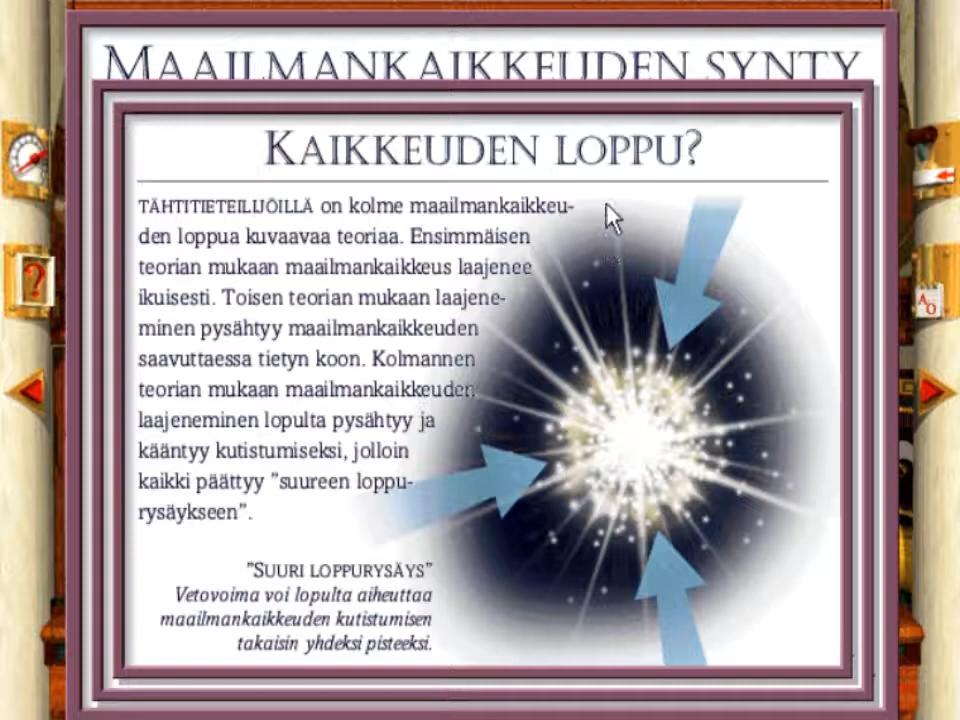 MAAILMANKAIKKEUDEN SYNTY
KAIKKEUDEN LOPPU?
TÄHTITIETEILIJÖILLÄ on kolme maailmankaikkeu-
den loppua kuvaavaa teoriaa. Ensimmäisen
teorian mukaan maailmankaikkeus laajenee
ikuisesti. Toisen teorian mukaan laajene-
minen pysähtyy maailmankaikkeuden
saavuttaessa tietyn koon. Kolmannen
teorian mukaan maailmankaikkeuden
laajeneminen lopulta pysähtyy ja
kääntyy kutistumiseksi, jolloin
kaikki päättyy ”suureen loppu-
rysäykseen”.
”SUURI LOPPURYSÄYS”
Vetovoima voi lopulta aiheuttaa
maailmankaikkeuden kutistumisen
takaisin yhdeksi pisteeksi.
?
A
O